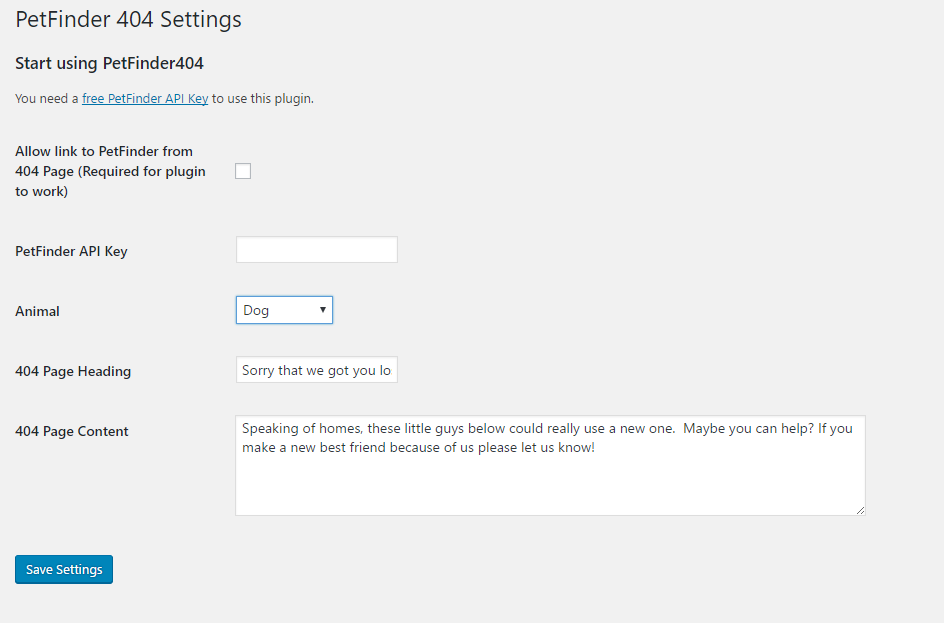 PetFinder 404 Settings
Start using PetFinder404
You need a free PetFinder API Key to use this plugin.
Allow link to PetFinder from
404 Page (Required for plugin
to work)
PetFinder API Key
Animal
Dog
404 Page Heading
Sorry that we got you lo
404 Page Content
Speaking of homes, these little guys below could really use a new one.  Maybe you can help? If you
make a new best friend because of us please let us know!
Save Settings